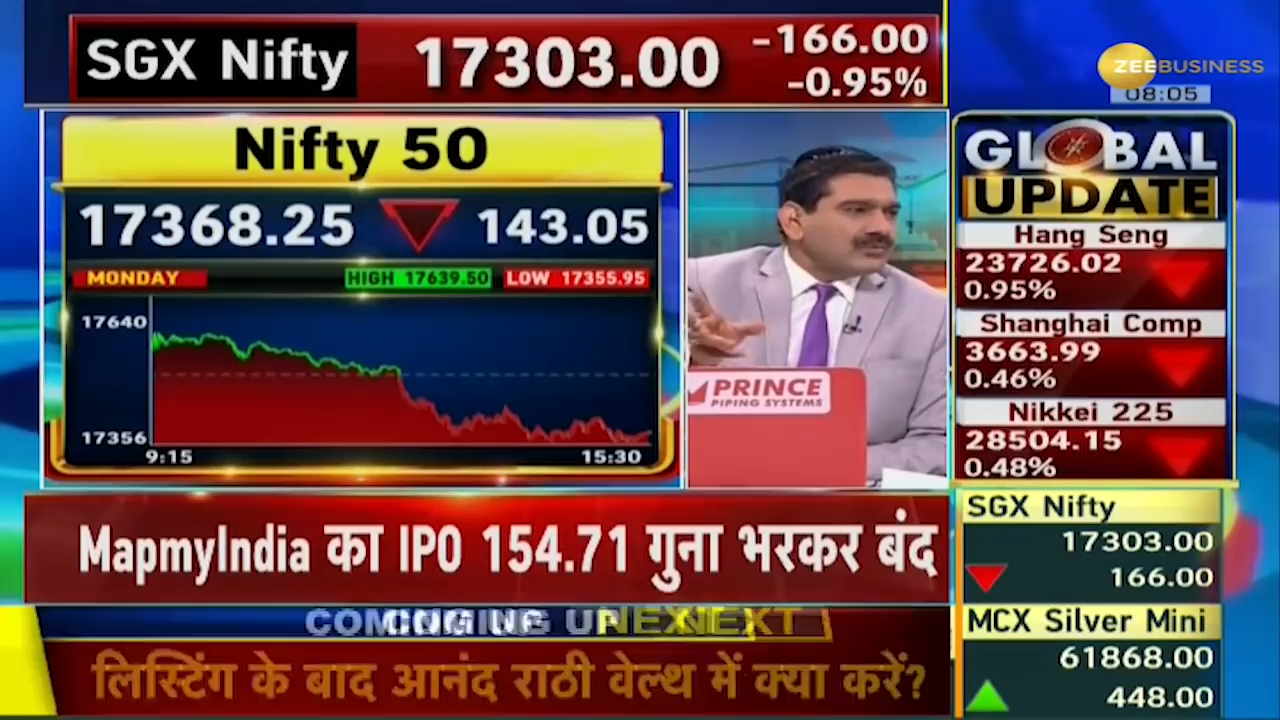 SGX Nifty 17303.00 -166.00
-0.95%
ZEEBUSINESS
08:05
Nifty 50
17368.25 143.05
MONDAY HIGH 17639.50 LOW 17355.95
17640
17356
9:15 15:30
PRINCE
PIPING SYSTEMS
GLOBAL
UPDATE
Hang Seng
23726.02
0.95%
Shanghai Comp
3663.99
0.46%
Nikkei 225
28504.15
0.48%
MapmyIndia का IPO 154.71 गुना भरकर बंद
लिस्टिंग के बाद आनंद राठी वेल्थ में क्या करें?
SGX Nifty
17303.00
166.00
MCX Silver Mini
61868.00
448.00